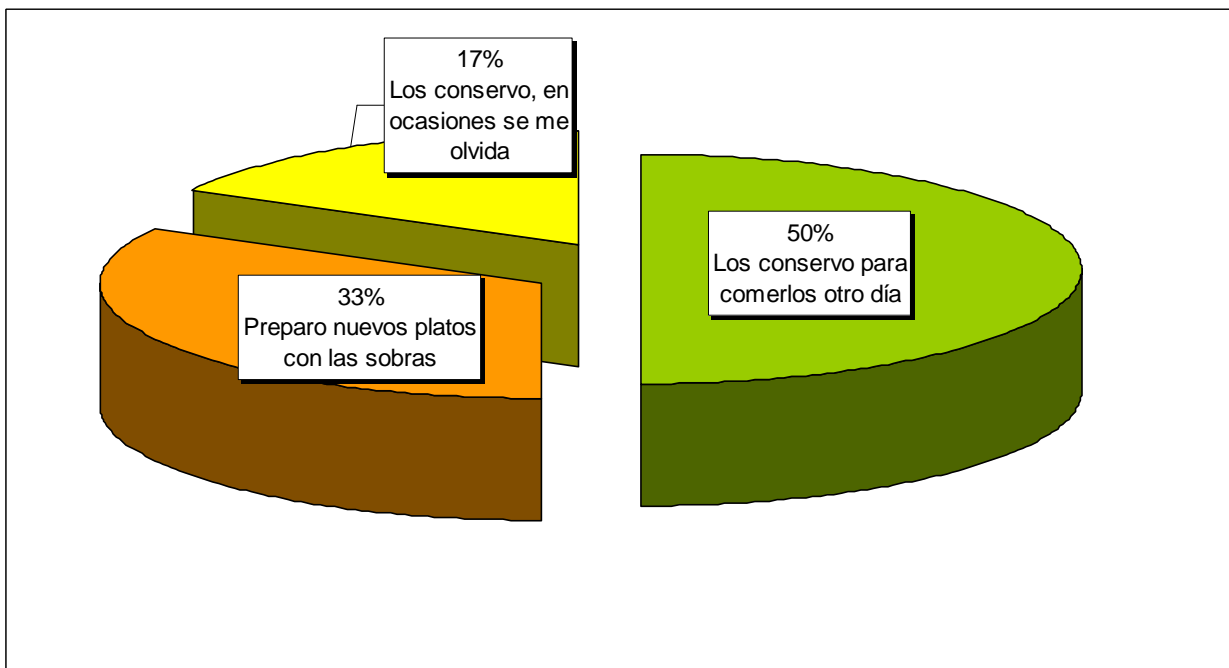 17%
Los conservo, en
ocasiones se me
olvida
50%
Los conservo para
comerlos otro día
33%
Preparo nuevos platos
con las sobras